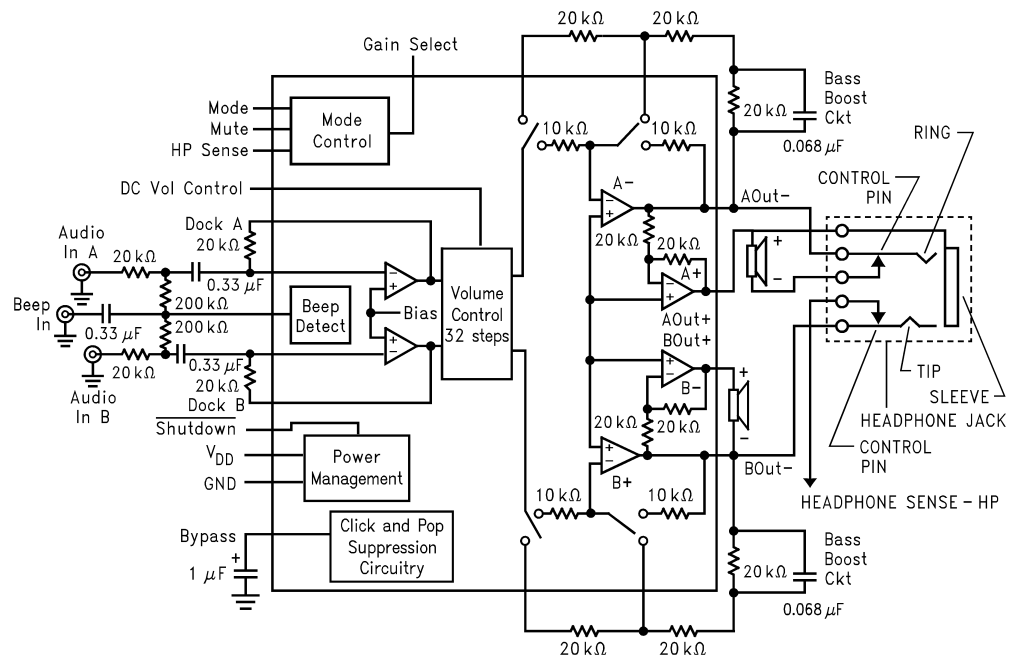 20 kΩ
20 kΩ
Gain Select
Mode
Mute
HP Sense
Mode
Control
10 kΩ
10 kΩ
20 kΩ
Bass
Boost
Ckt
0.068 μF
RING
CONTROL
PIN
DC Vol Control
A−
AOut−
Dock A
20 kΩ
Audio
In A
20 kΩ
0.33 μF
20 kΩ
20 kΩ
+
−
A+
200 kΩ
Beep
In
0.33 μF
200 kΩ
Beep
Detect
Bias
Volume
Control
32 steps
AOut+
BOut+
0.33 μF
20 kΩ
20 kΩ
Dock B
Audio
In B
B−
+
−
20 kΩ
20 kΩ
TIP
SLEEVE
HEADPHONE JACK
CONTROL
PIN
Shutdown
VDD
GND
Power
Management
B+
BOut−
HEADPHONE SENSE − HP
10 kΩ
10 kΩ
Bypass
+
1 μF
Click and Pop
Suppression
Circuitry
20 kΩ
Bass
Boost
Ckt
0.068 μF
20 kΩ
20 kΩ